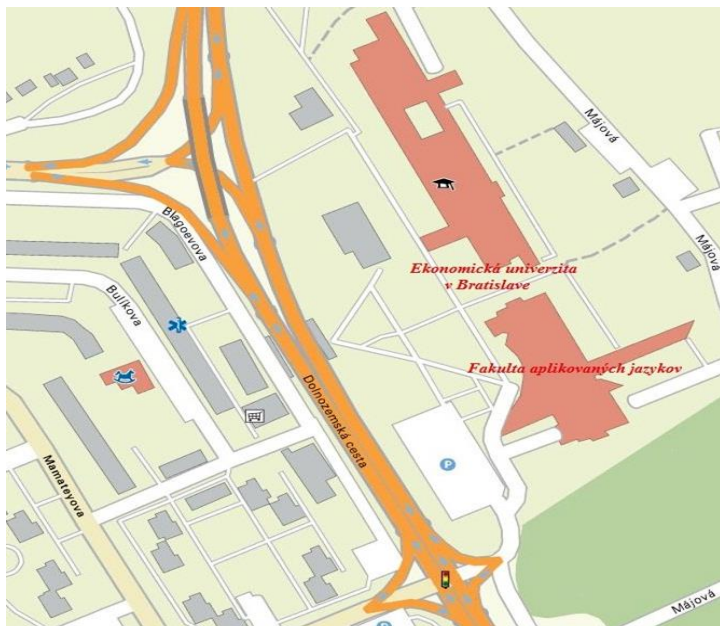 Májová
Blagoevova
Májová
Ekonomická univerzita
v Bratislave
Bulíkova
Fakulta aplikovaných jazykov
Dolnozemská cesta
P
Mamateyova
Májová
P